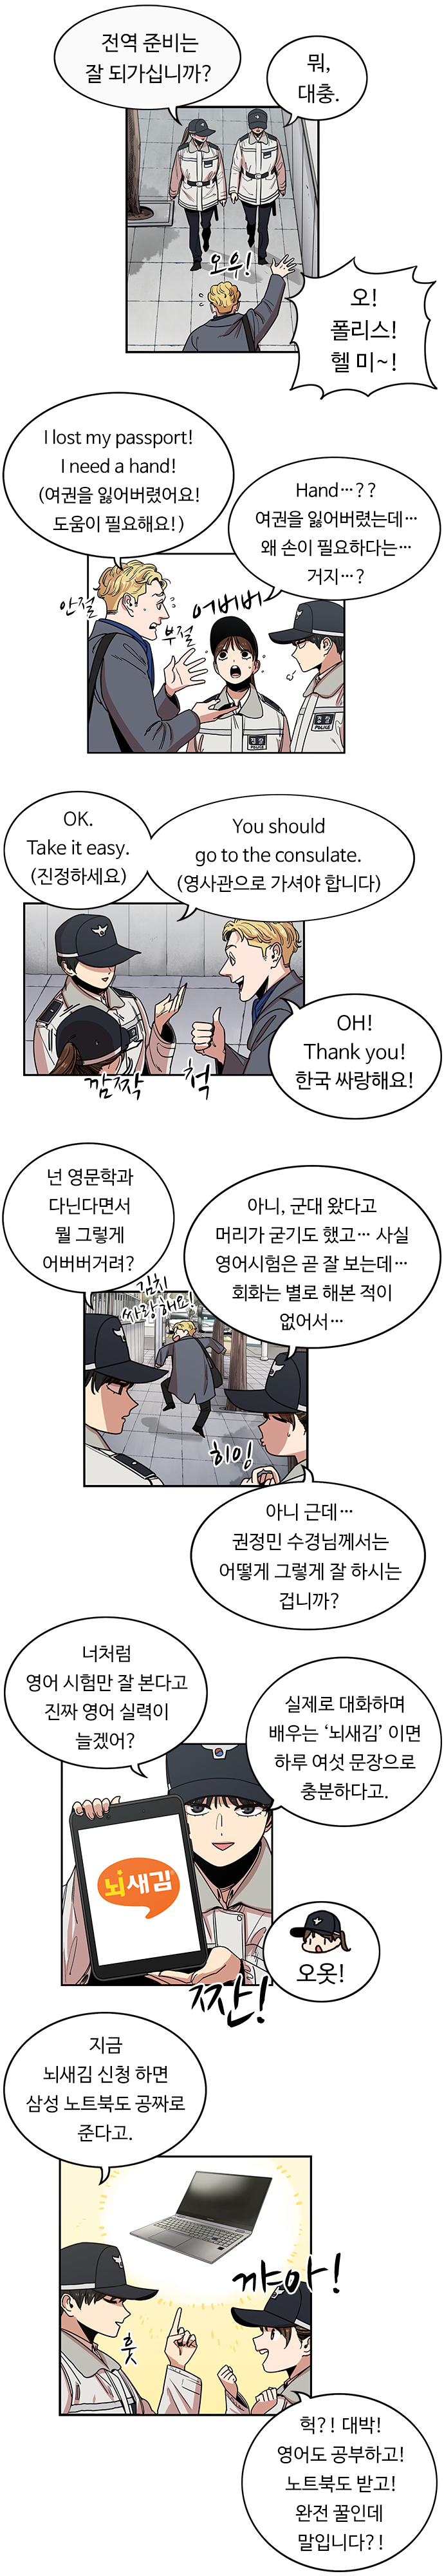 전역 준비는
잘 되가십니까?
뭐,
대충.
오우!
오!
폴리스!
헬 미~!
I lost my passport!
I need a hand!
(여권을 잃어버렸어요!
도움이 필요해요!)
Hand…??
여권을 잃어버렸는데…
왜 손이 필요하다는…
거지…?
안절
부절
어버버
경찰
POLICE
경찰
POLICE
OK.
Take it easy.
(진정하세요)
You should
go to the consulate.
(영사관으로 가셔야 합니다)
깜짝
척
OH!
Thank you!
한국 싸랑해요!
넌 영문학과
다닌다면서
뭘 그렇게
어버버거려?
아니, 군대 왔다고
머리가 굳기도 했고… 사실
영어시험은 곧 잘 보는데…
회화는 별로 해본 적이
없어서…
김치
싸랑해요!
히잉
아니 근데…
권정민 수경님께서는
어떻게 그렇게 잘 하시는
겁니까?
너처럼
영어 시험만 잘 본다고
진짜 영어 실력이
늘겠어?
실제로 대화하며
배우는 ‘뇌새김’ 이면
하루 여섯 문장으로
충분하다고.
뇌새김
짠!
오옷!
지금
뇌새김 신청 하면
삼성 노트북도 공짜로
준다고.
꺄아!
훗
헉?! 대박!
영어도 공부하고!
노트북도 받고!
완전 꿀인데
말입니다?!